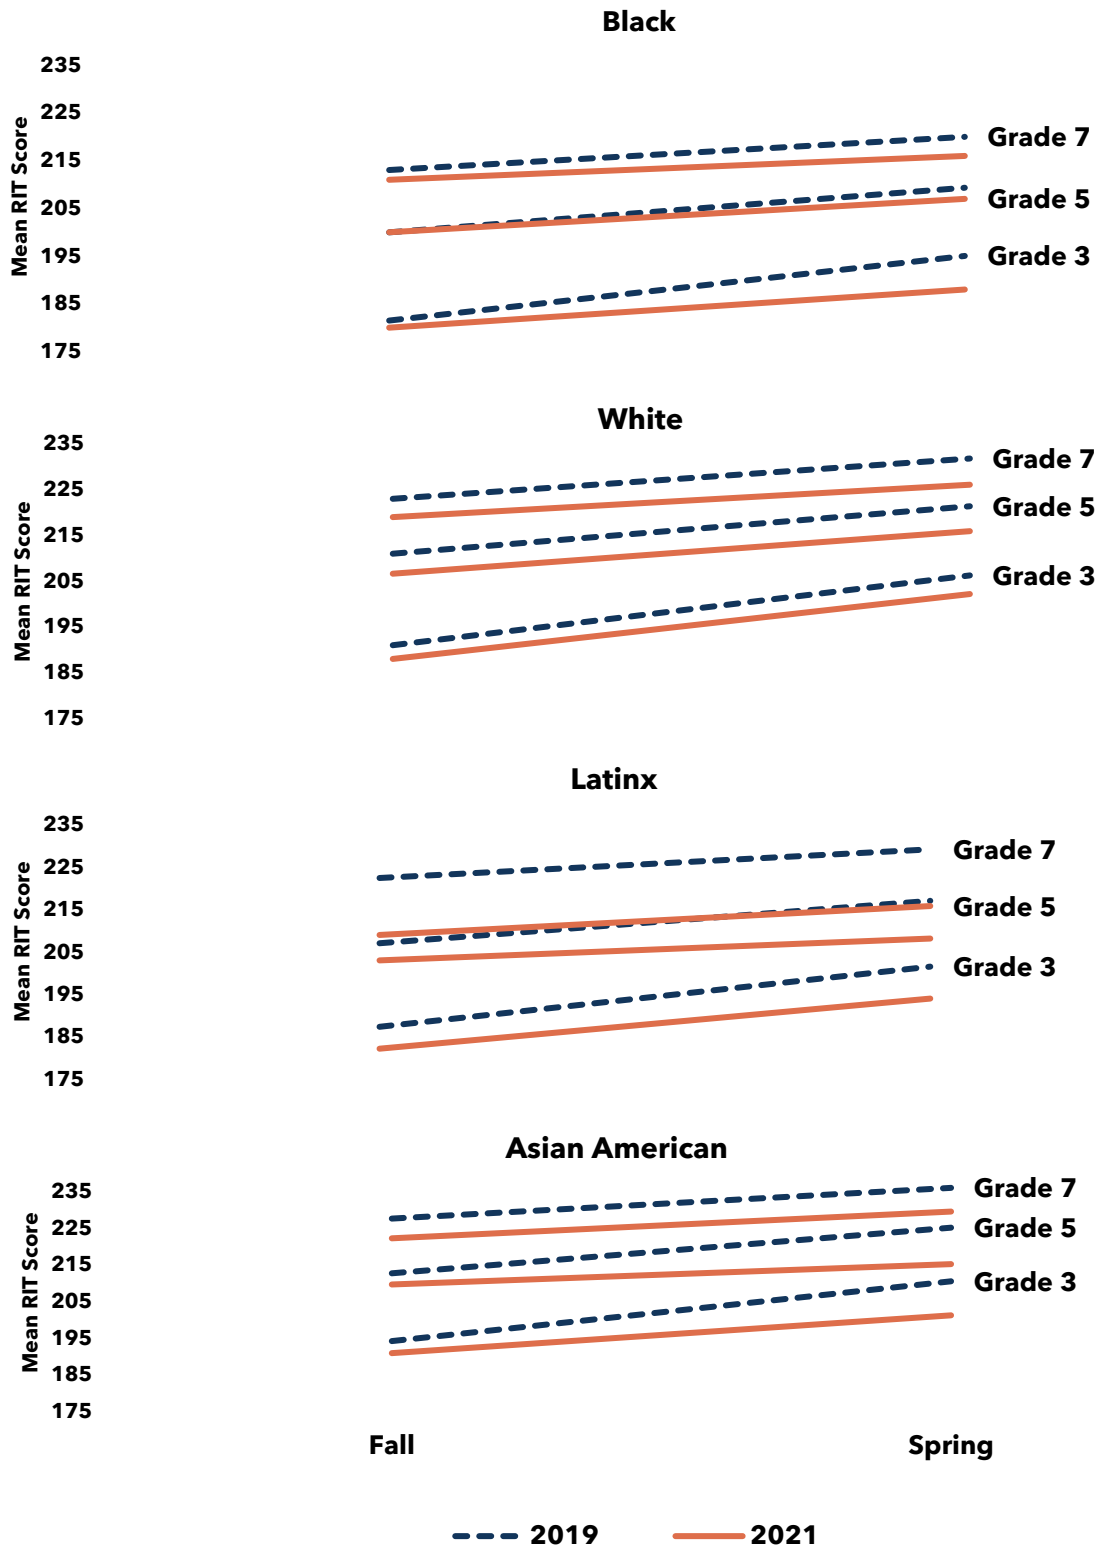 Black
235
225
215
205
195
185
175
Mean RIT Score
Grade 7
Grade 5
Grade 3
White
235
225
215
205
195
185
175
Mean RIT Score
Grade 7
Grade 5
Grade 3
Latinx
235
225
215
205
195
185
175
Mean RIT Score
Grade 7
Grade 5
Grade 3
Asian American
235
225
215
205
195
185
175
Mean RIT Score
Grade 7
Grade 5
Grade 3
Fall Spring
2019 2021